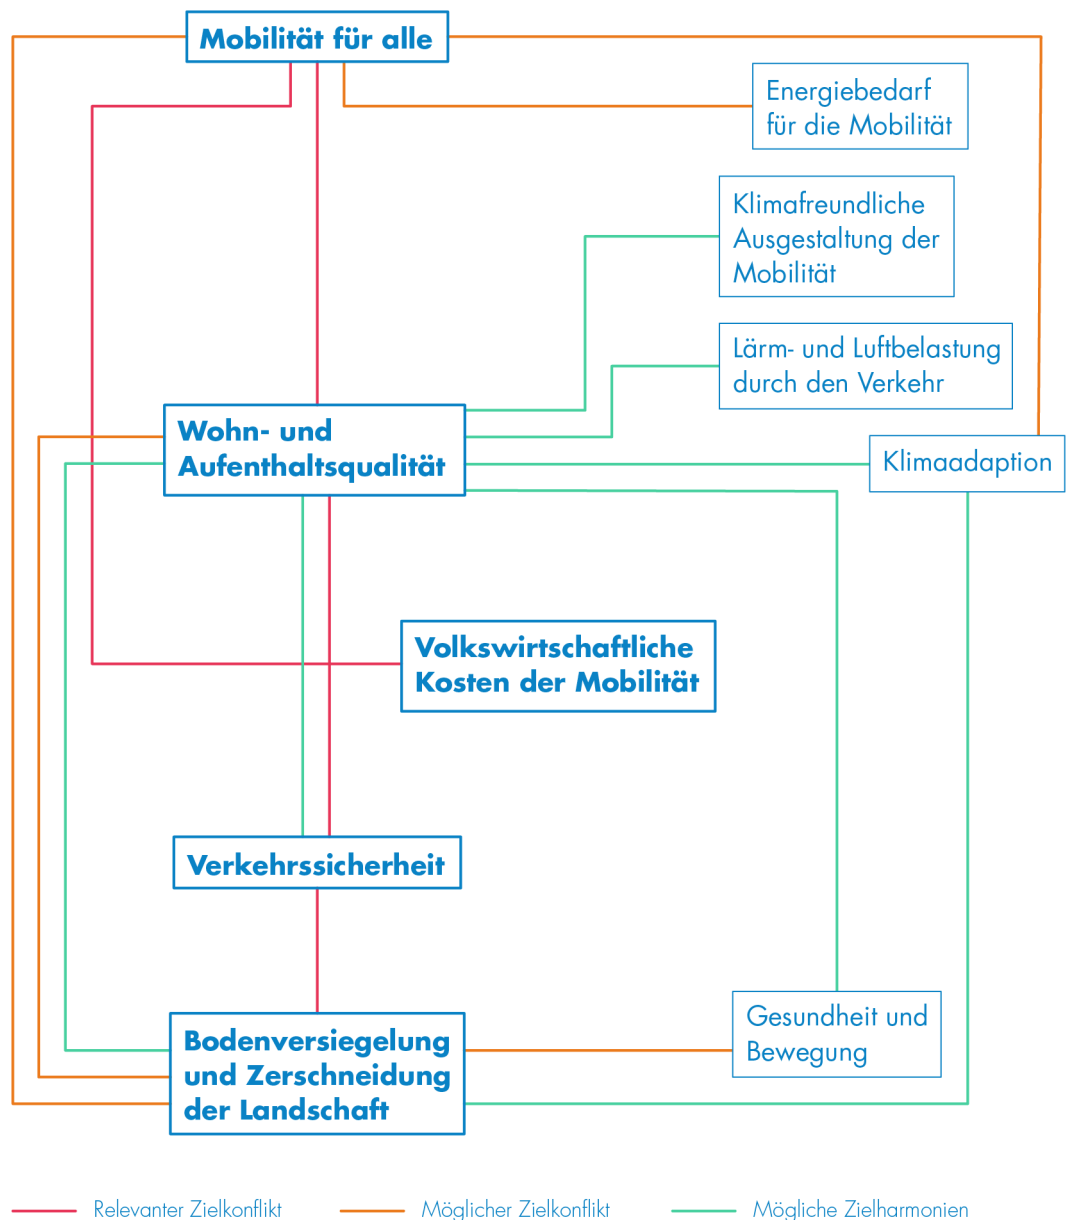 Mobilität für alle
Energiebedarf
für die Mobilität
Klimafreundliche
Ausgestaltung der
Mobilität
Lärm- und Luftbelastung
durch den Verkehr
Wohn- und
Aufenthaltsqualität
Klimaadaption
Volkswirtschaftliche
Kosten der Mobilität
Verkehrssicherheit
Gesundheit und
Bewegung
Bodenversiegelung
und Zerschneidung
der Landschaft
Relevanter Zielkonflikt
Möglicher Zielkonflikt
Mögliche Zielharmonien